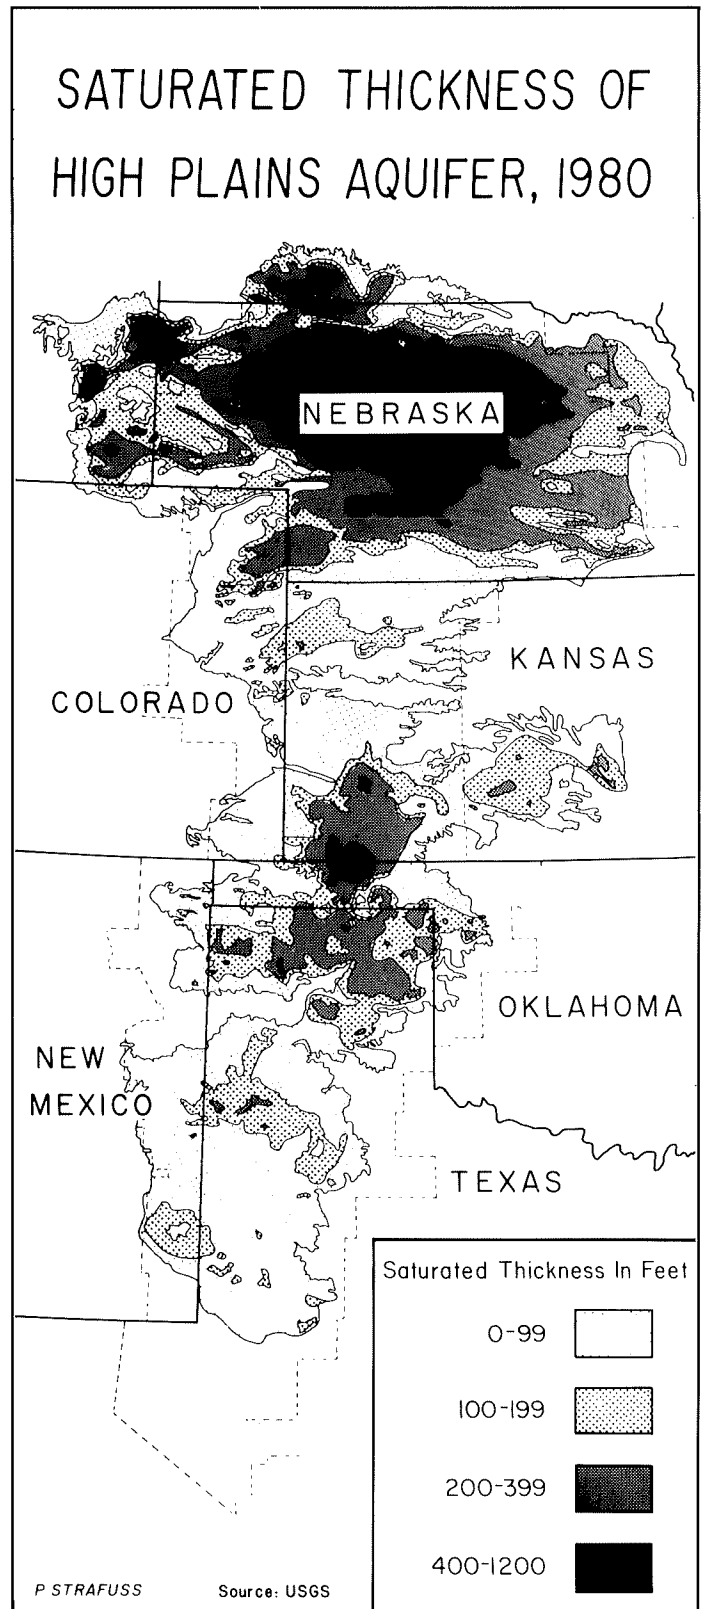 SATURATED THICKNESS OF
HIGH PLAINS AQUIFER, 1980
NEBRASKA
KANSAS
COLORADO
OKLAHOMA
NEW
MEXICO
TEXAS
Saturated Thickness In Feet
0-99
100-199
200-399
400-1200
P STRAFUSS
Source: USGS